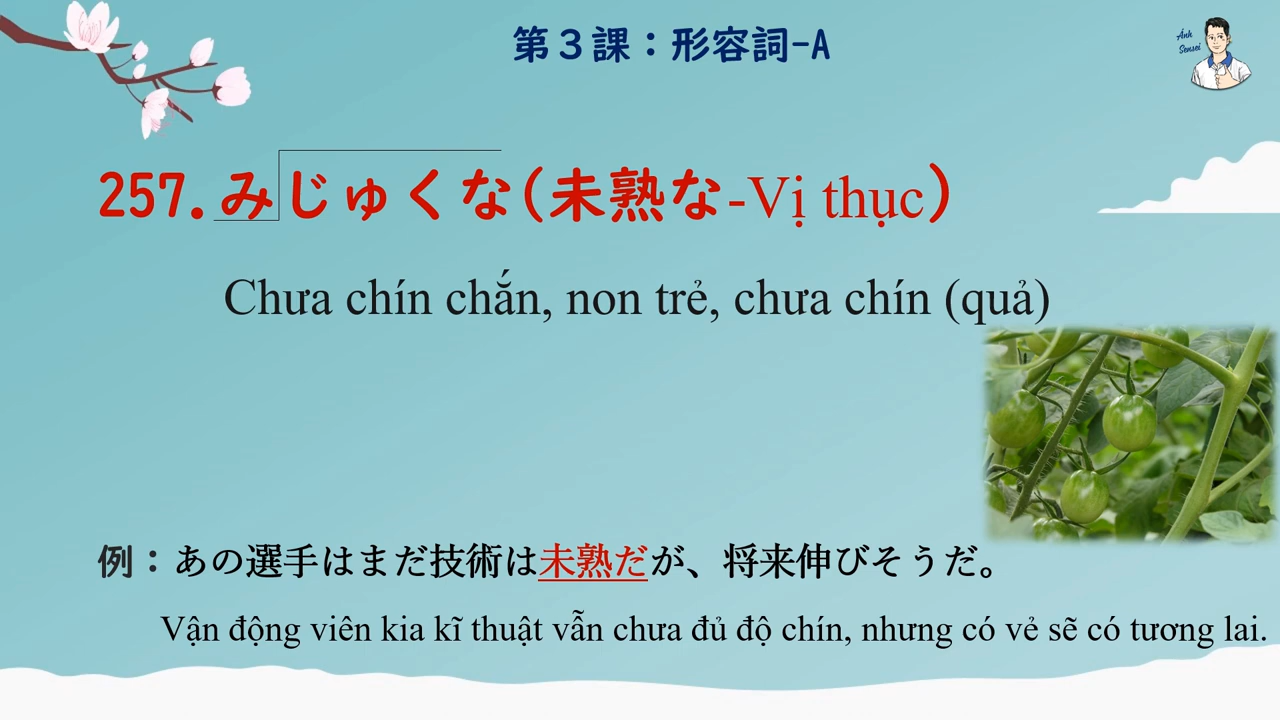 第３課：形容詞-A
Ánh
Sensei
257.みじゅくな(未熟な-Vị thục)
Chưa chín chắn, non trẻ, chưa chín (quả)
例：あの選手はまだ技術は未熟だが、将来伸びそうだ。
Vận động viên kia kĩ thuật vẫn chưa đủ độ chín, nhưng có vẻ sẽ có tương lai.